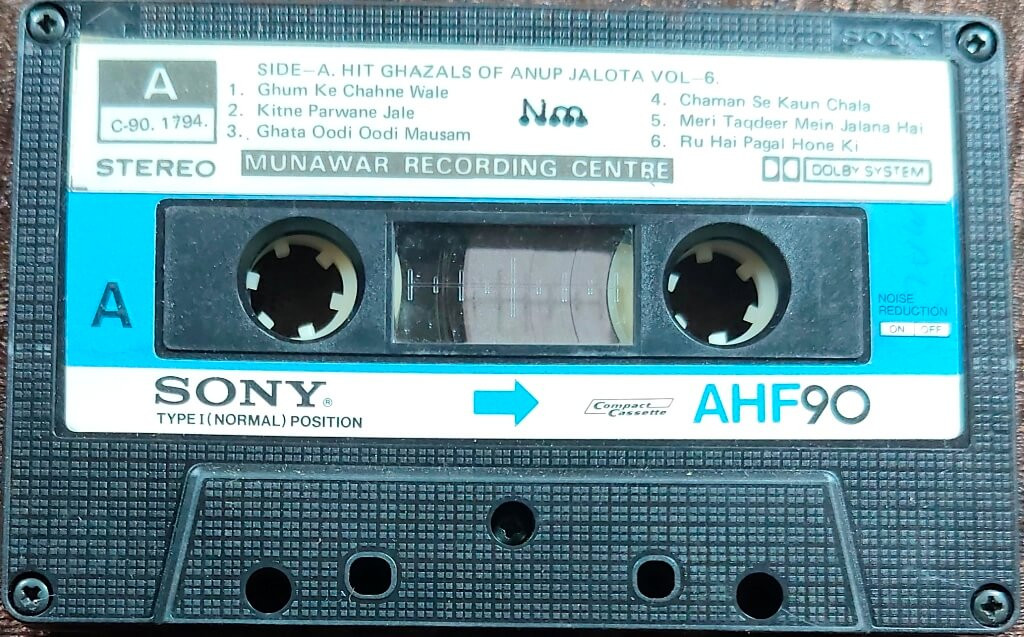 SONY
A
C-90. 1794.
STEREO
SIDE-A. HIT GHAZALS OF ANUP JALOTA VOL-6.
1. Ghum Ke Chahne Wale
2. Kitne Parwane Jale
3. Ghata Oodi Oodi Mausam
Nm
4. Chaman Se Kaun Chala
5. Meri Taqdeer Mein Jalana Hai
6. Ru Hai Pagal Hone Ki
MUNAWAR RECORDING CENTRE
DOLBY SYSTEM
A
NOISE
REDUCTION
ON OFF
SONY®
TYPE I (NORMAL) POSITION
Compact
Cassette
AHF90